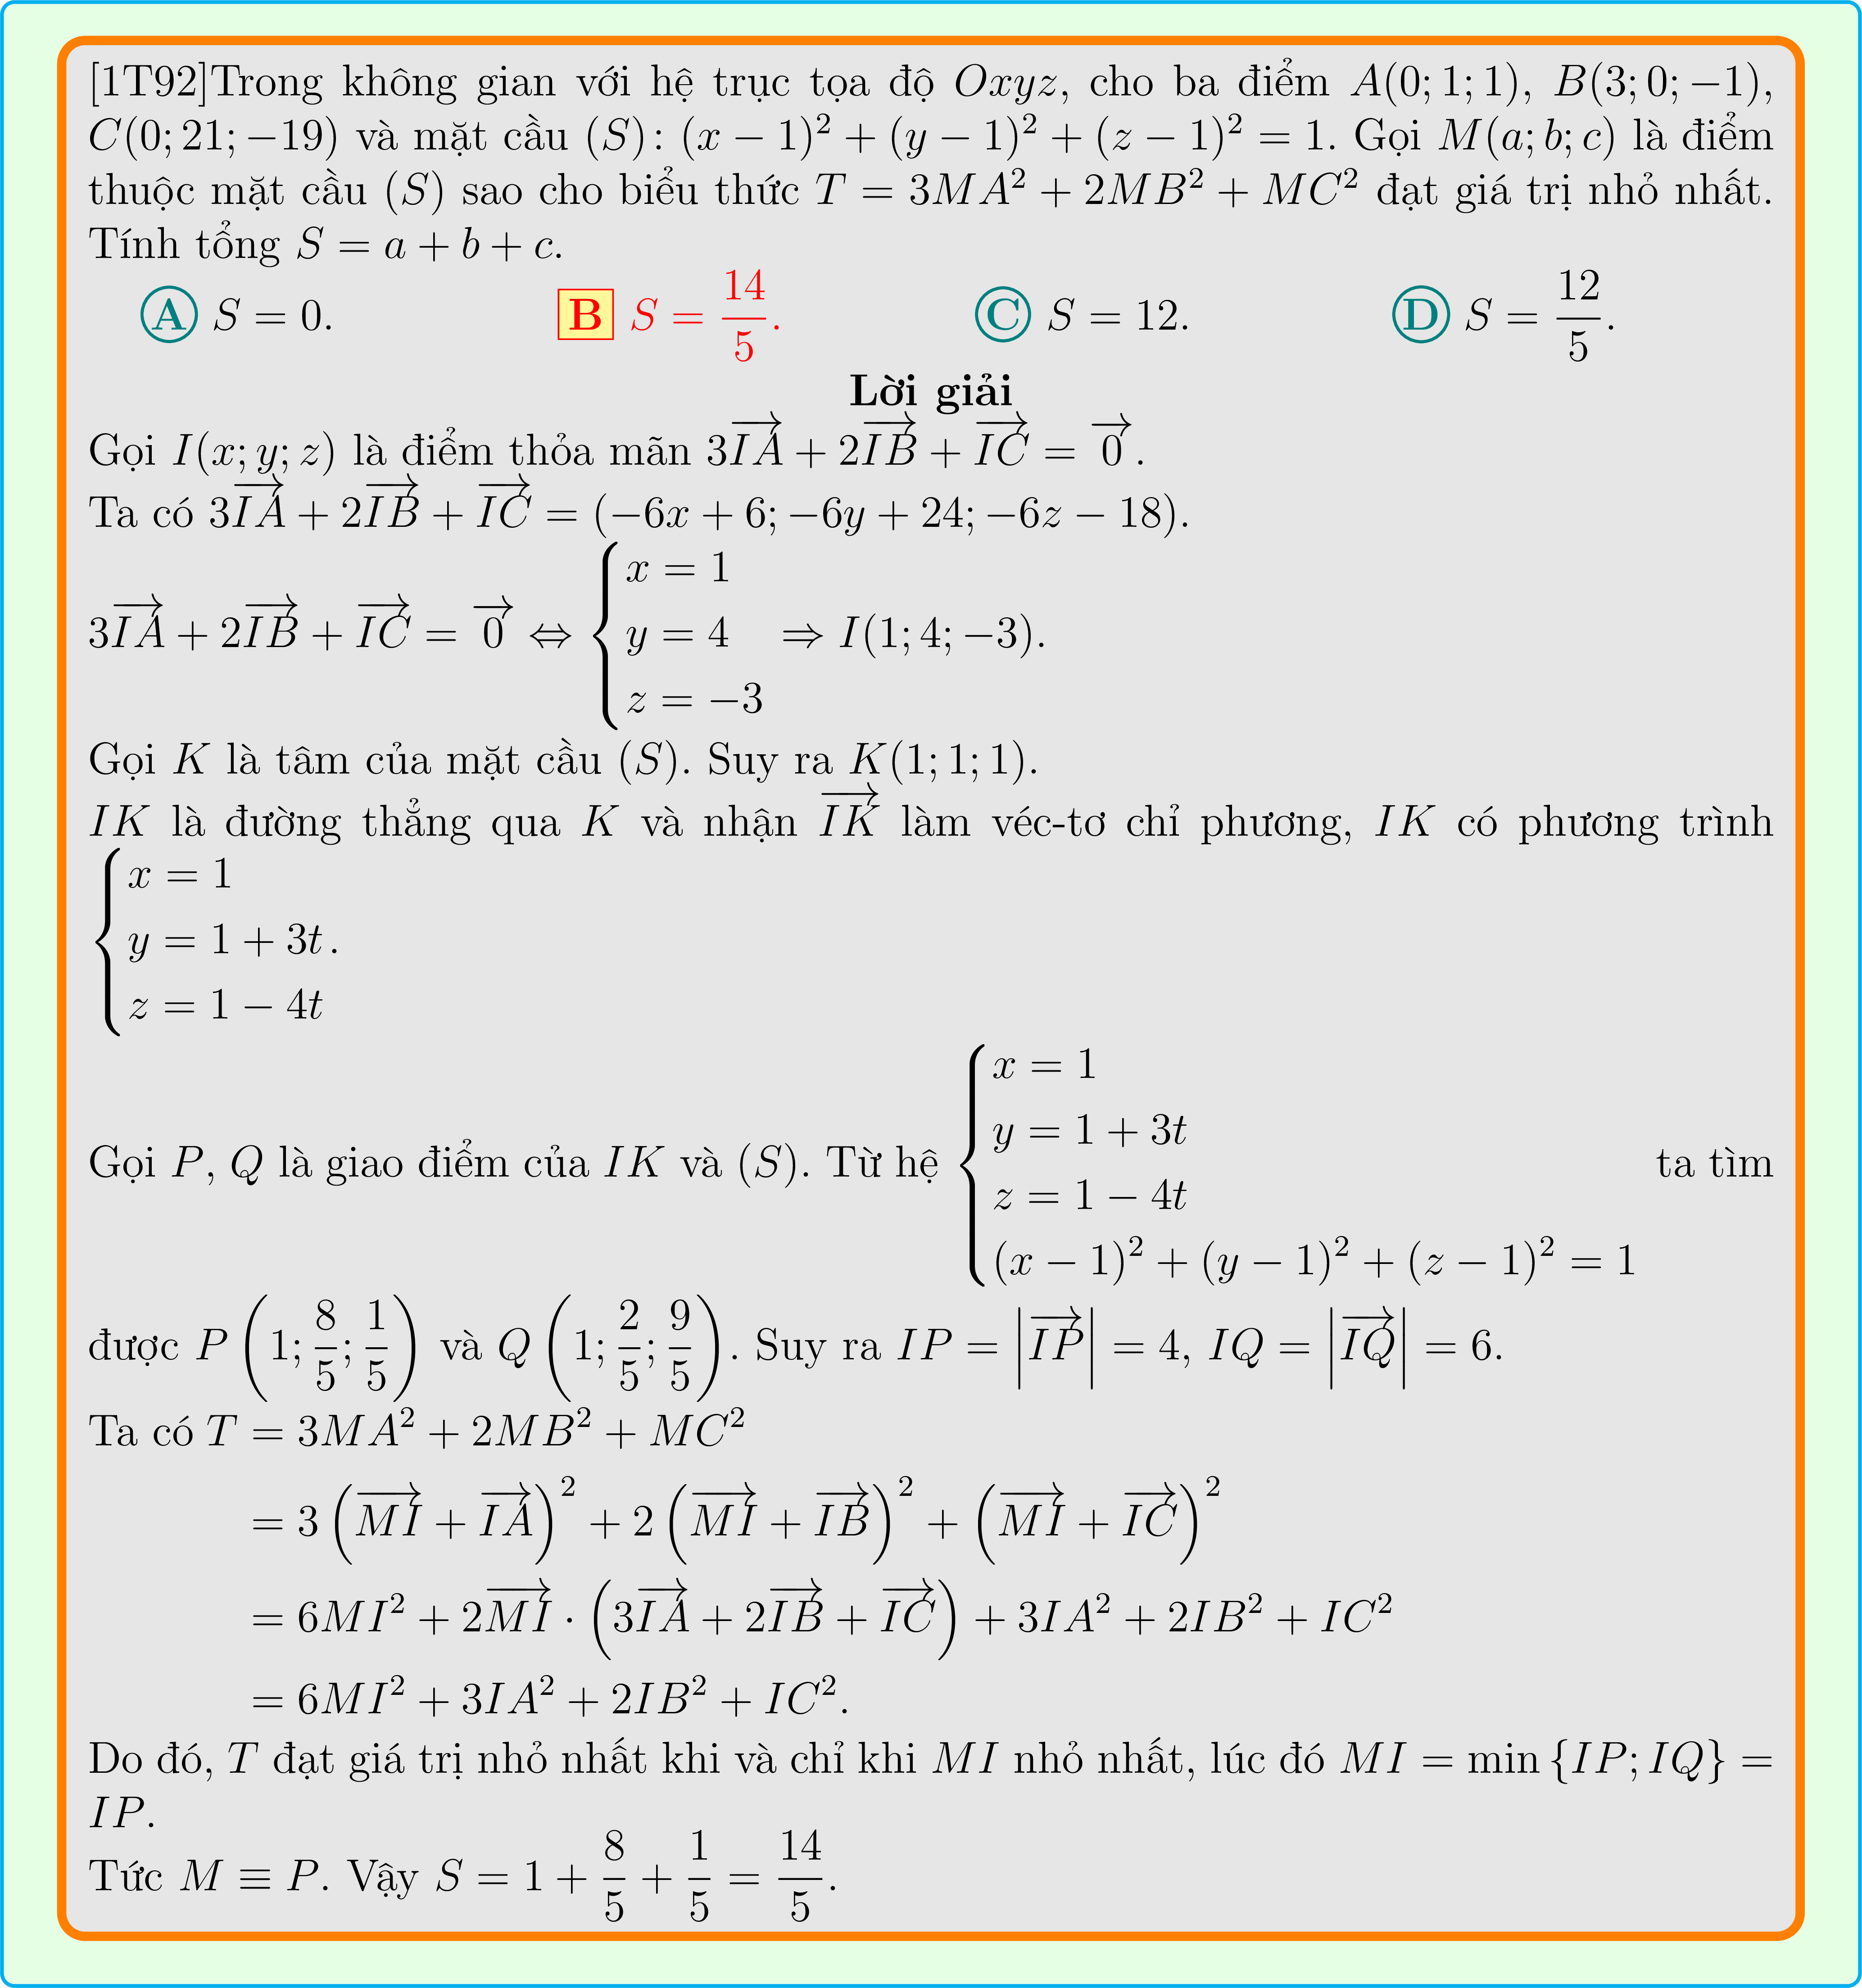 [1T92]Trong không gian với hệ trục tọa độ $Oxyz$, cho ba điểm $A(0; 1; 1)$, $B(3; 0; -1)$,
$C(0; 21; -19)$ và mặt cầu $(S)$: $(x-1)^2 + (y-1)^2 + (z-1)^2 = 1$. Gọi $M(a; b; c)$ là điểm
thuộc mặt cầu $(S)$ sao cho biểu thức $T = 3MA^2 + 2MB^2 + MC^2$ đạt giá trị nhỏ nhất.
Tính tổng $S = a + b + c$.
A $S = 0$. B $S = \dfrac{14}{5}$. C $S = 12$. D $S = \dfrac{12}{5}$.
Lời giải
Gọi $I(x; y; z)$ là điểm thỏa mãn $3\overrightarrow{IA} + 2\overrightarrow{IB} + \overrightarrow{IC} = \overrightarrow{0}$.
Ta có $3\overrightarrow{IA} + 2\overrightarrow{IB} + \overrightarrow{IC} = (-6x + 6; -6y + 24; -6z - 18)$.
$3\overrightarrow{IA} + 2\overrightarrow{IB} + \overrightarrow{IC} = \overrightarrow{0} \Leftrightarrow \begin{cases} x = 1 \\ y = 4 \\ z = -3 \end{cases} \Rightarrow I(1; 4; -3)$.
Gọi $K$ là tâm của mặt cầu $(S)$. Suy ra $K(1; 1; 1)$.
$IK$ là đường thẳng qua $K$ và nhận $\overrightarrow{IK}$ làm véc-tơ chỉ phương, $IK$ có phương trình
$\begin{cases} x = 1 \\ y = 1 + 3t \\ z = 1 - 4t \end{cases}$.
Gọi $P$, $Q$ là giao điểm của $IK$ và $(S)$. Từ hệ $\begin{cases} x = 1 \\ y = 1 + 3t \\ z = 1 - 4t \\ (x-1)^2 + (y-1)^2 + (z-1)^2 = 1 \end{cases}$ ta tìm
được $P\left(1; \dfrac{8}{5}; \dfrac{1}{5}\right)$ và $Q\left(1; \dfrac{2}{5}; \dfrac{9}{5}\right)$. Suy ra $IP = \left|\overrightarrow{IP}\right| = 4$, $IQ = \left|\overrightarrow{IQ}\right| = 6$.
Ta có $T = 3MA^2 + 2MB^2 + MC^2$
$= 3\left(\overrightarrow{MI} + \overrightarrow{IA}\right)^2 + 2\left(\overrightarrow{MI} + \overrightarrow{IB}\right)^2 + \left(\overrightarrow{MI} + \overrightarrow{IC}\right)^2$
$= 6MI^2 + 2\overrightarrow{MI} \cdot \left(3\overrightarrow{IA} + 2\overrightarrow{IB} + \overrightarrow{IC}\right) + 3IA^2 + 2IB^2 + IC^2$
$= 6MI^2 + 3IA^2 + 2IB^2 + IC^2$.
Do đó, $T$ đạt giá trị nhỏ nhất khi và chỉ khi $MI$ nhỏ nhất, lúc đó $MI = \min\{IP; IQ\} =$
$IP$.
Tức $M \equiv P$. Vậy $S = 1 + \dfrac{8}{5} + \dfrac{1}{5} = \dfrac{14}{5}$.